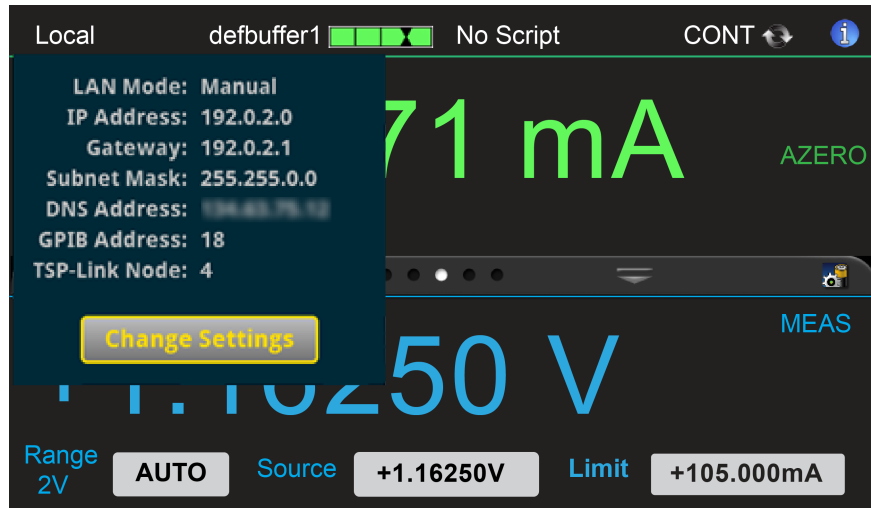 Local defbuffer1 No Script CONT
LAN Mode: Manual
IP Address: 192.0.2.0
Gateway: 192.0.2.1
Subnet Mask: 255.255.0.0
DNS Address:
GPIB Address: 18
TSP-Link Node: 4
Change Settings
71 mA
AZERO
MEAS
+1.16250 V
Range
2V
AUTO
Source
+1.16250V
Limit
+105.000mA